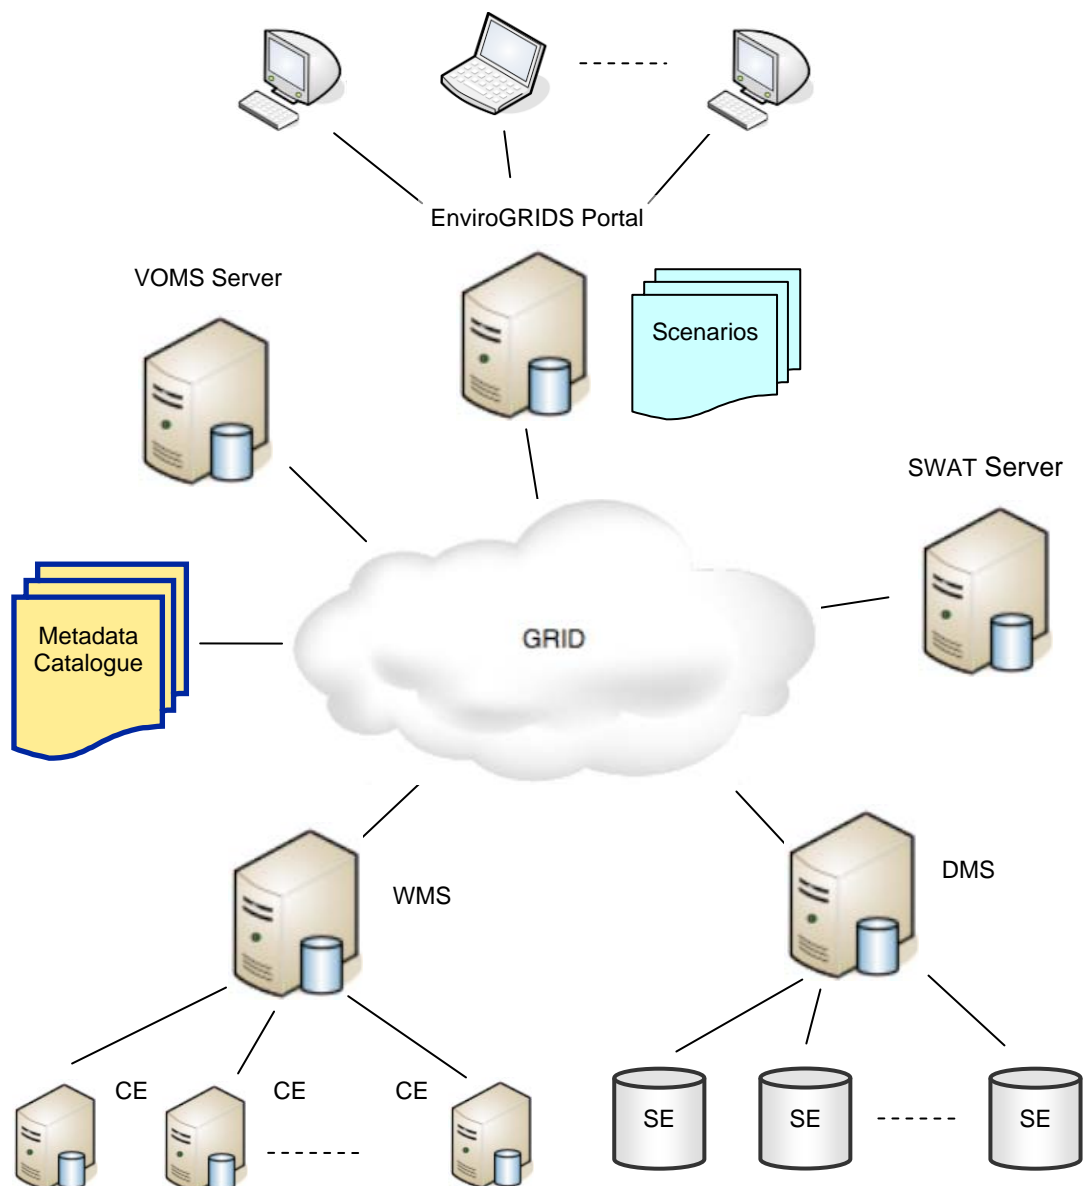 EnviroGRIDS Portal
VOMS Server
Scenarios
SWAT Server
Metadata
Catalogue
GRID
WMS
DMS
CE
CE
CE
SE
SE
SE